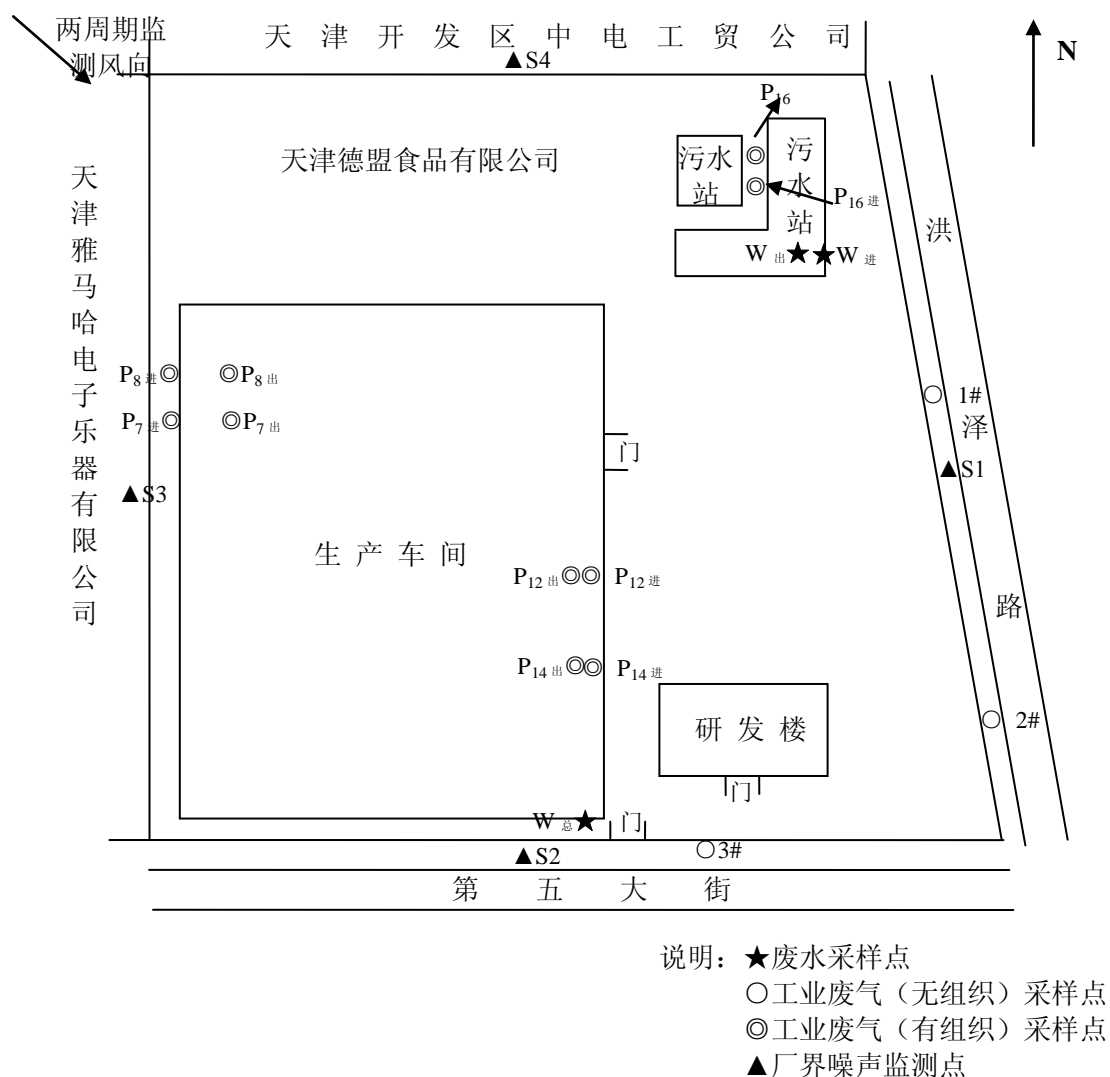 两周期监
测风向
天津开发区中电工贸公司
▲S4
N
P16
天津德盟食品有限公司
污水
站
污
水
站
P16进
W出★
★W进
天津雅马哈电子乐器有限公司
洪
泽
路
P8进◎
◎P8出
P7进◎
◎P7出
○ 1#
门
▲S1
▲S3
生产车间
P12出◎◎P12进
P14出◎◎P14进
研发楼
○ 2#
门
W总★
门
▲S2
○3#
第五大街
说明：★废水采样点
○工业废气（无组织）采样点
◎工业废气（有组织）采样点
▲厂界噪声监测点